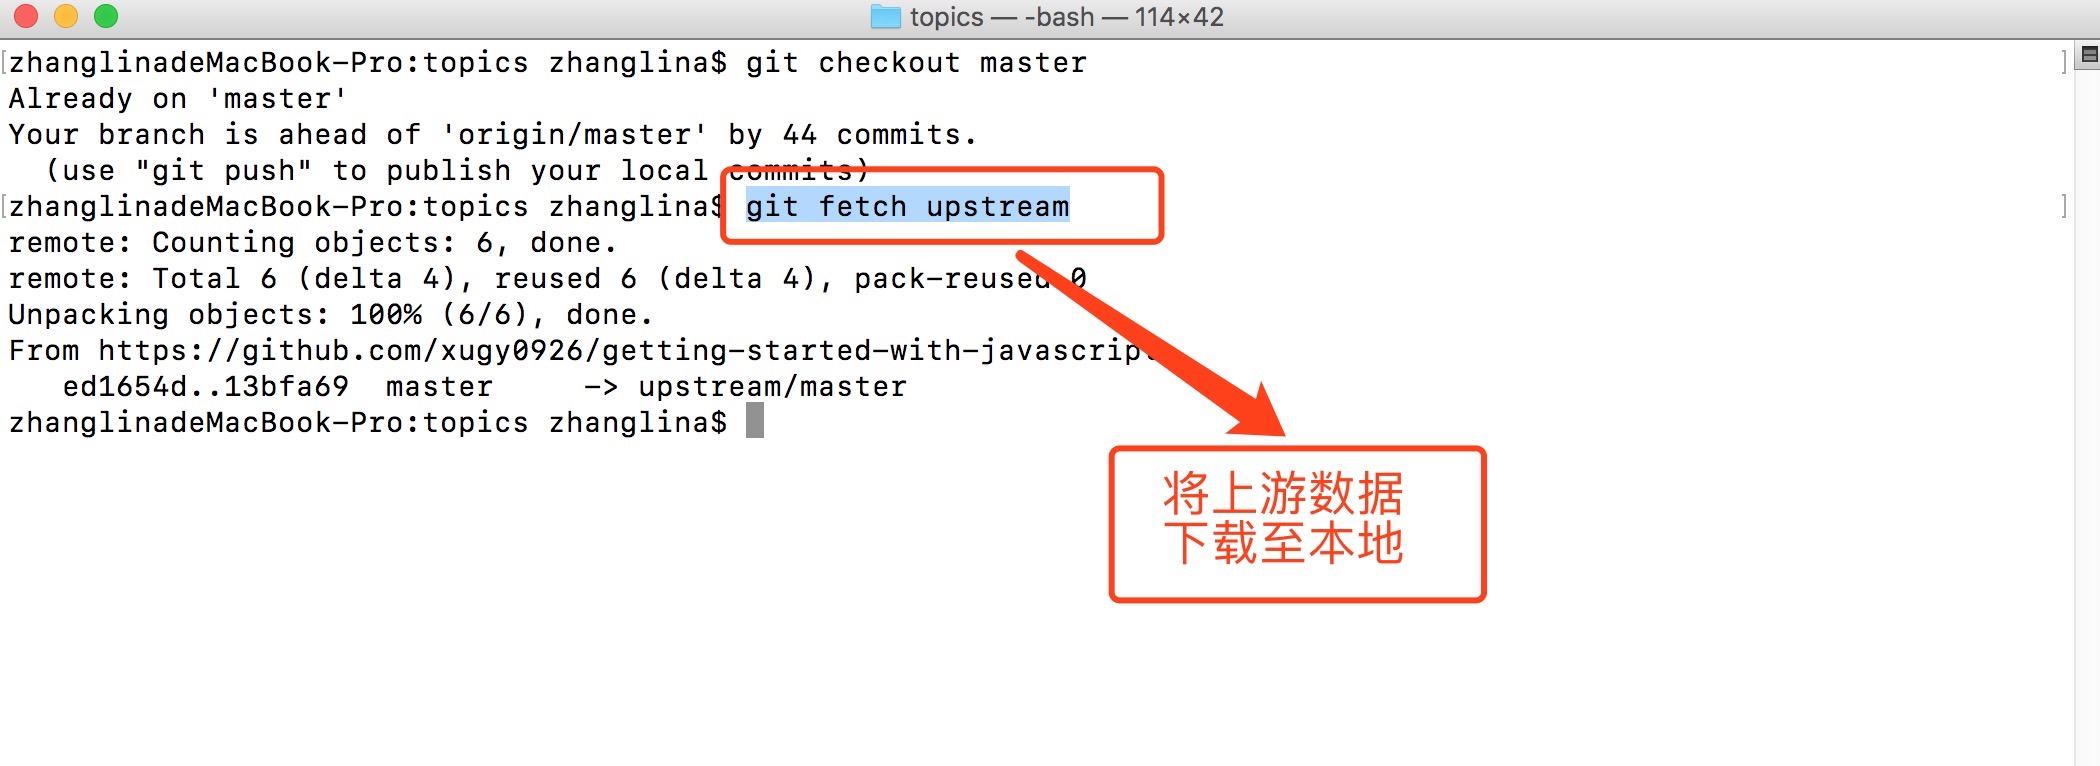 topics — -bash — 114×42
zhanglinadeMacBook-Pro:topics zhanglina$ git checkout master
Already on 'master'
Your branch is ahead of 'origin/master' by 44 commits.
(use "git push" to publish your local commits)
zhanglinadeMacBook-Pro:topics zhanglina$ git fetch upstream
remote: Counting objects: 6, done.
remote: Total 6 (delta 4), reused 6 (delta 4), pack-reused 0
Unpacking objects: 100% (6/6), done.
From https://github.com/xugy0926/getting-started-with-javascript
ed1654d..13bfa69 master -> upstream/master
zhanglinadeMacBook-Pro:topics zhanglina$
将上游数据
下载至本地